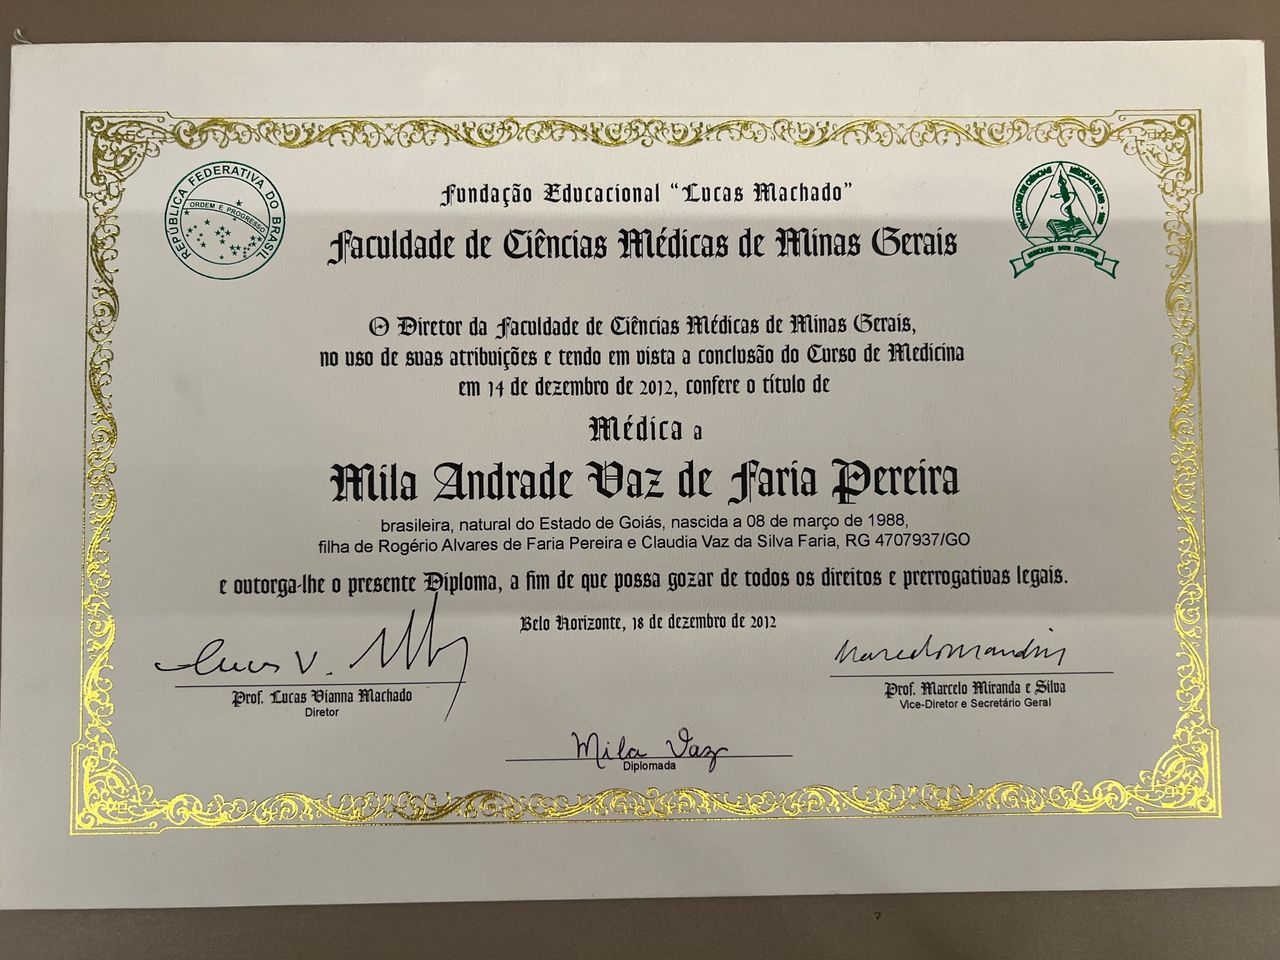 Fundação Educacional “Lucas Machado”
Faculdade de Ciências Médicas de Minas Gerais
REPÚBLICA FEDERATIVA DO BRASIL
ORDEM E PROGRESSO
FACULDADE DE CIÊNCIAS MÉDICAS DE MG
O Diretor da Faculdade de Ciências Médicas de Minas Gerais,
no uso de suas atribuições e tendo em vista a conclusão do Curso de Medicina
em 14 de dezembro de 2012, confere o título de
Médica a
Mila Andrade Vaz de Faria Pereira
brasileira, natural do Estado de Goiás, nascida a 08 de março de 1988,
filha de Rogério Alvares de Faria Pereira e Claudia Vaz da Silva Faria, RG 4707937/GO
e outorga-lhe o presente Diploma, a fim de que possa gozar de todos os direitos e prerrogativas legais.
Belo Horizonte, 18 de dezembro de 2012
Prof. Lucas Vianna Machado
Diretor
Prof. Marcelo Miranda e Silva
Vice-Diretor e Secretário Geral
Mila Vaz
Diplomada